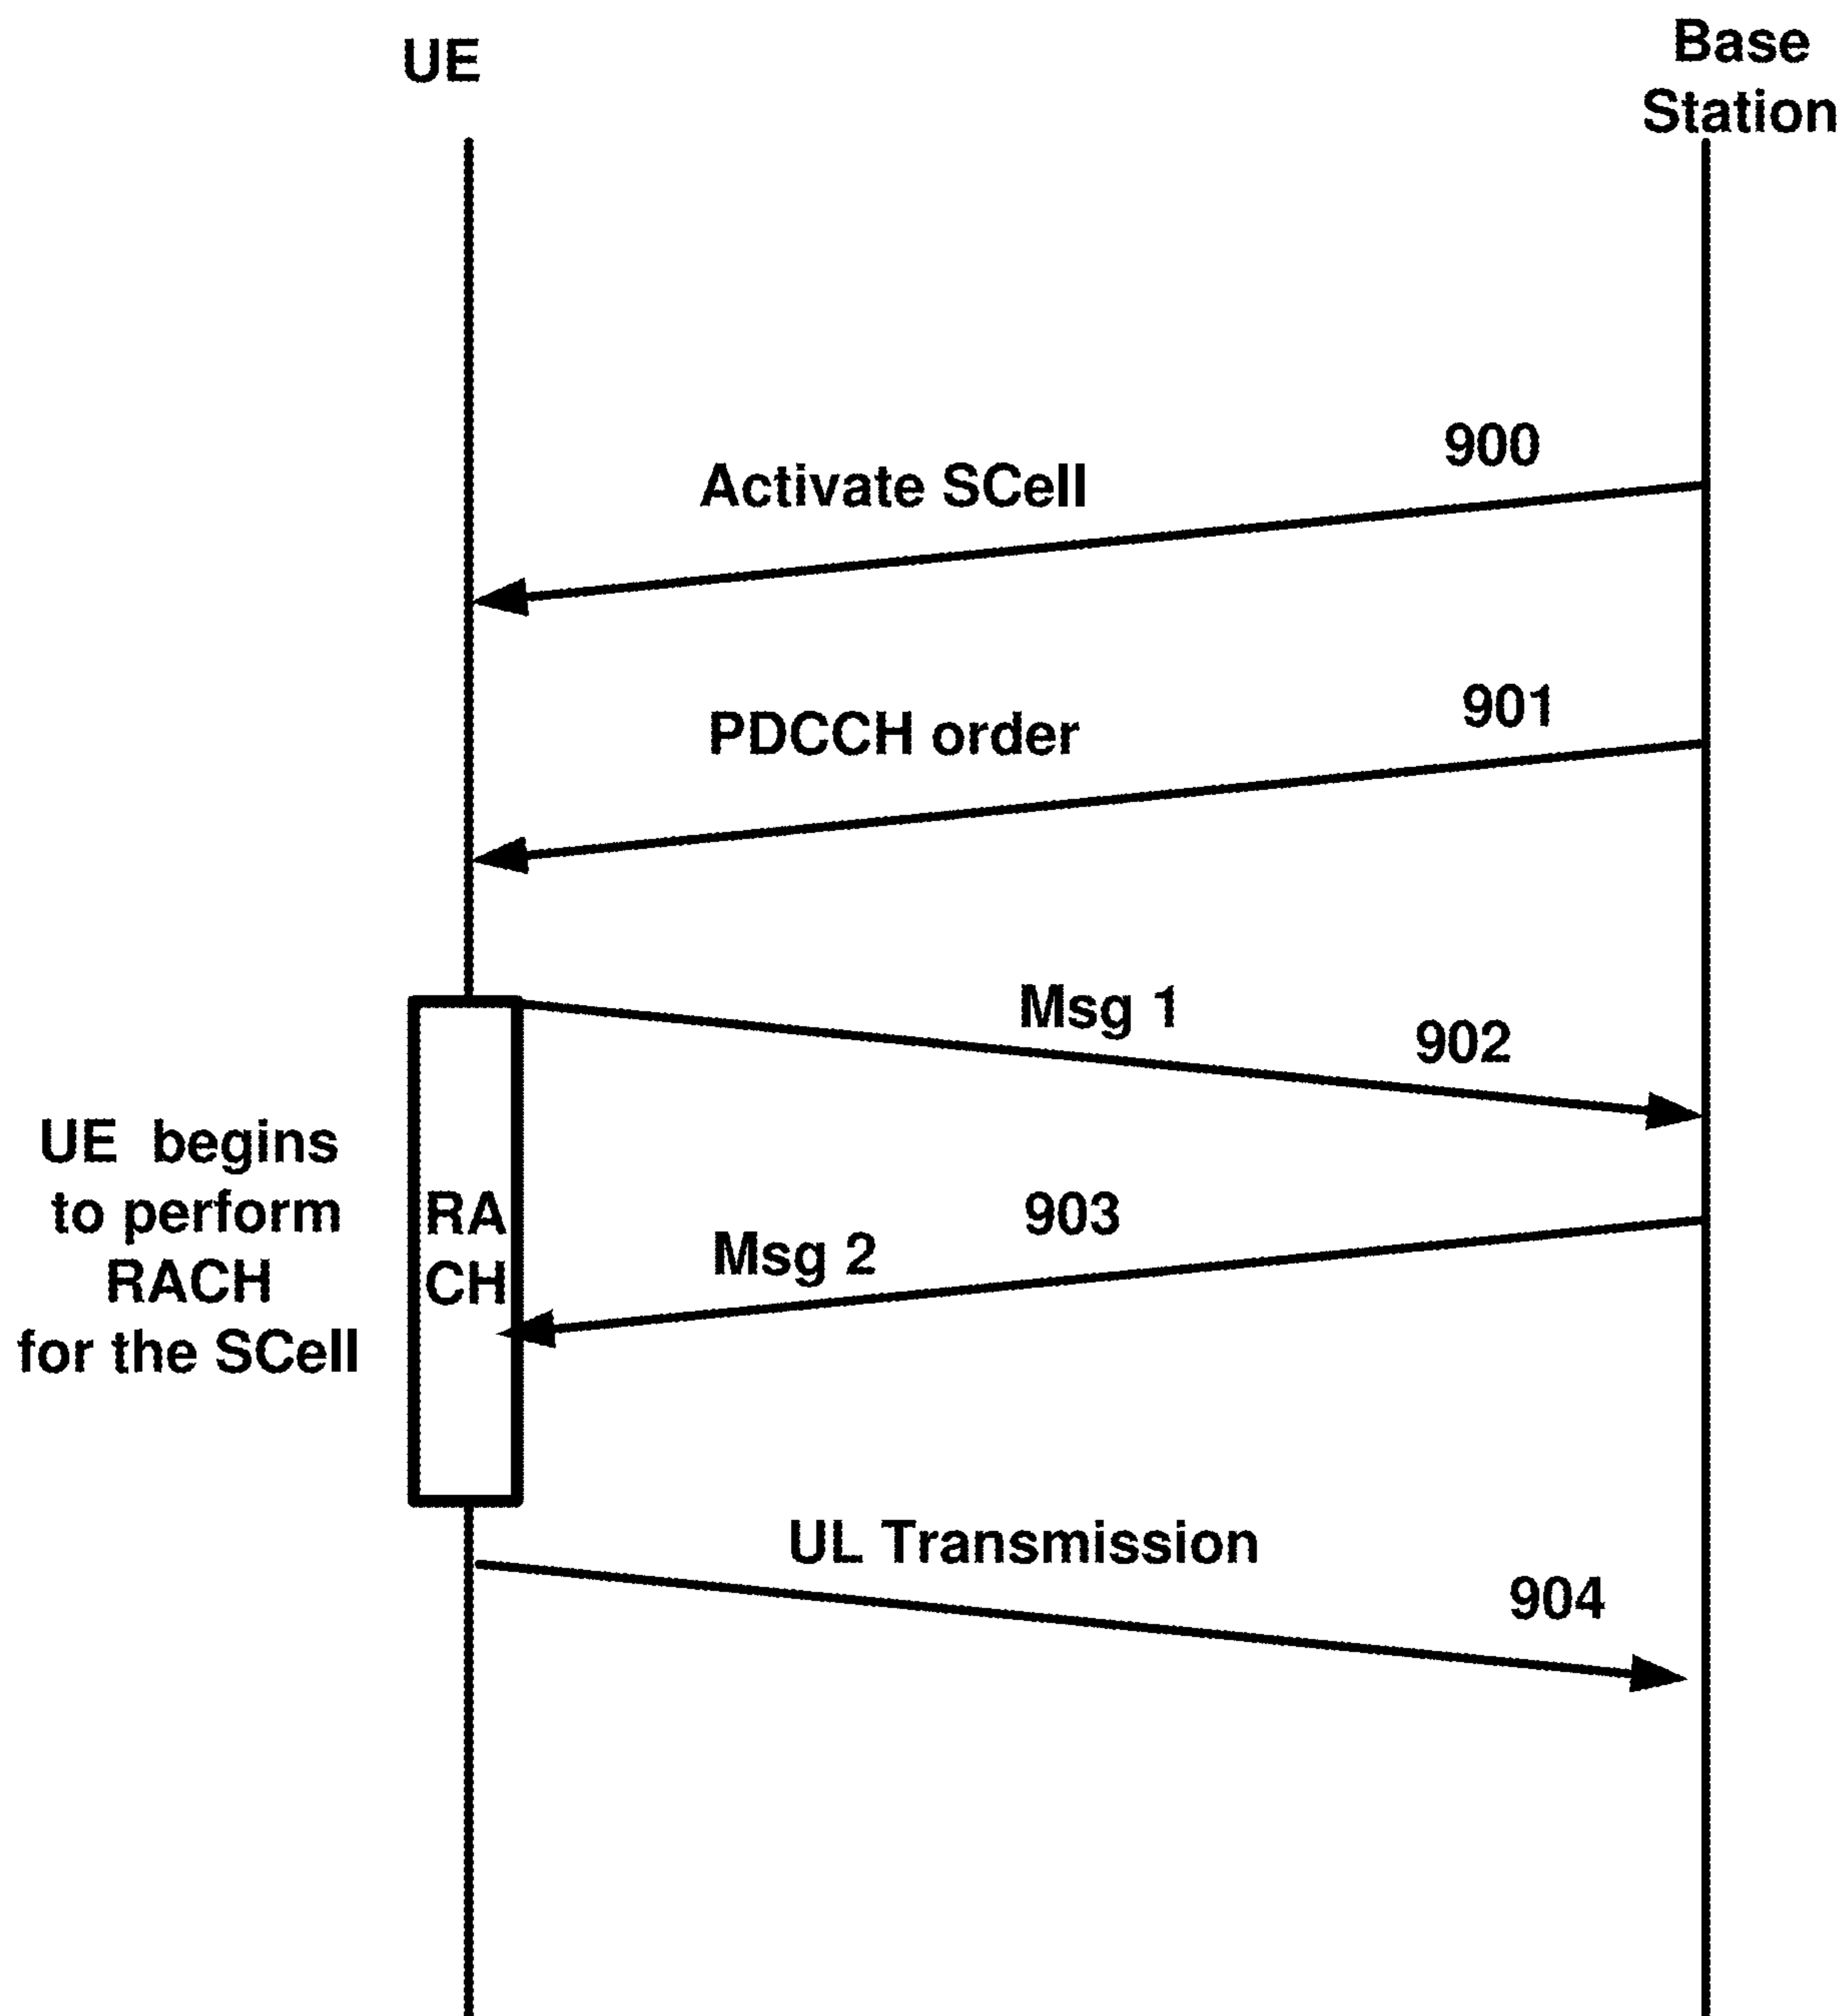 UE
Base
Station
900
Activate SCell
901
PDCCH order
Msg 1
902
UE begins
to perform
RACH
for the SCell
RA
CH
903
Msg 2
UL Transmission
904